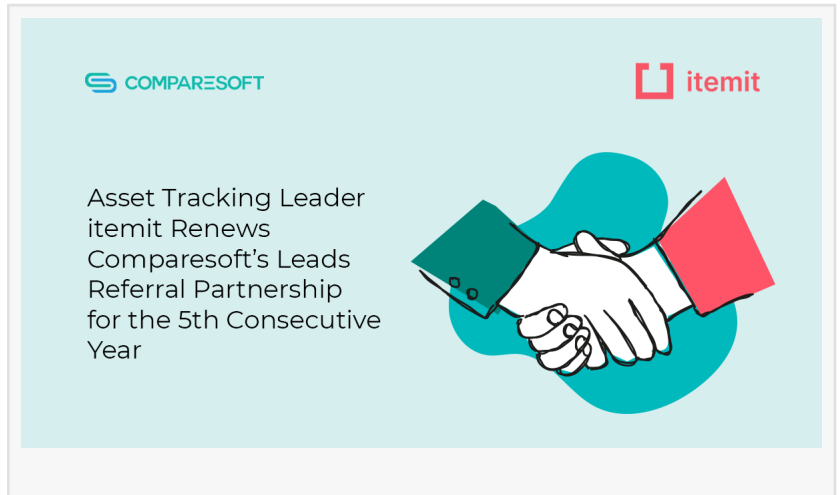 COMPARESOFT
itemit
Asset Tracking Leader
itemit Renews
Comparesoft's Leads
Referral Partnership
for the 5th Consecutive
Year